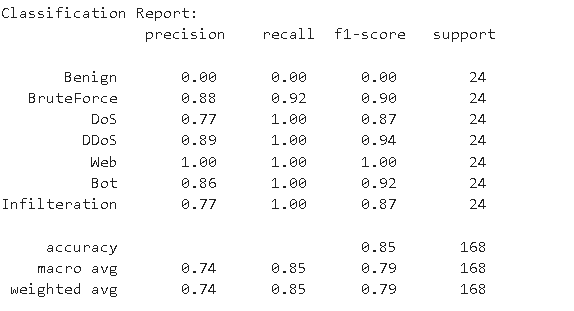 Classification Report:
precision recall f1-score support
Benign 0.00 0.00 0.00 24
BruteForce 0.88 0.92 0.90 24
DoS 0.77 1.00 0.87 24
DDoS 0.89 1.00 0.94 24
Web 1.00 1.00 1.00 24
Bot 0.86 1.00 0.92 24
Infilteration 0.77 1.00 0.87 24
accuracy 0.85 168
macro avg 0.74 0.85 0.79 168
weighted avg 0.74 0.85 0.79 168